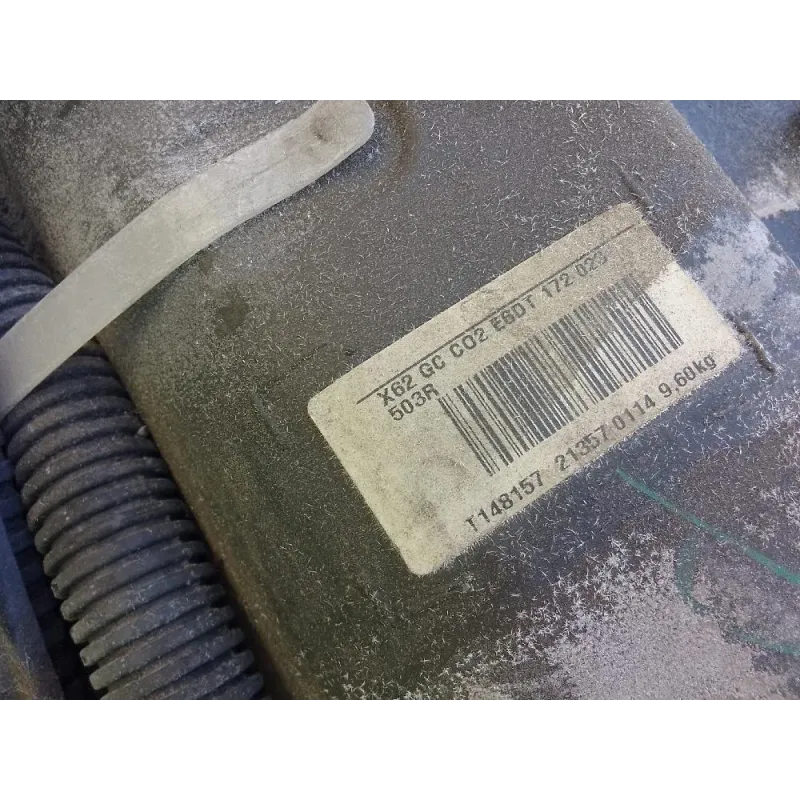 X62 GC CO2 E6DT 172 023
503R
T148157 21357 0114 9.60kg